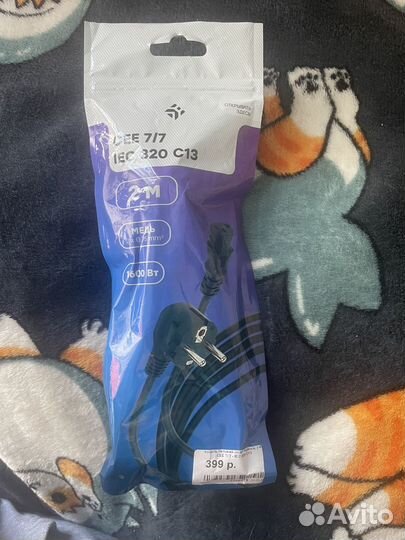 ОТКРЫВАТЬ
ЗДЕСЬ
CEE 7/7
IEC 320 C13
2 м
МЕДЬ
1600 Вт
399 р.
Avito